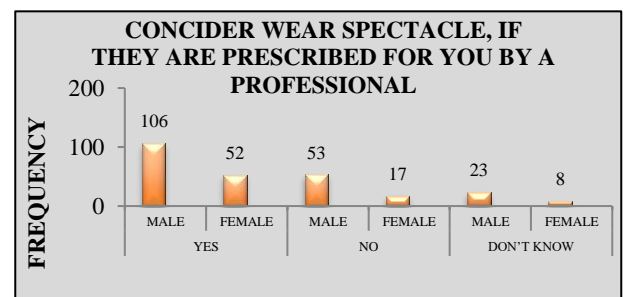 CONCIDER WEAR SPECTACLE, IF
THEY ARE PRESCRIBED FOR YOU BY A
PROFESSIONAL
FREQUENCY
200
100
0
106
52
53
17
23
8
MALE FEMALE MALE FEMALE MALE FEMALE
YES NO DON'T KNOW